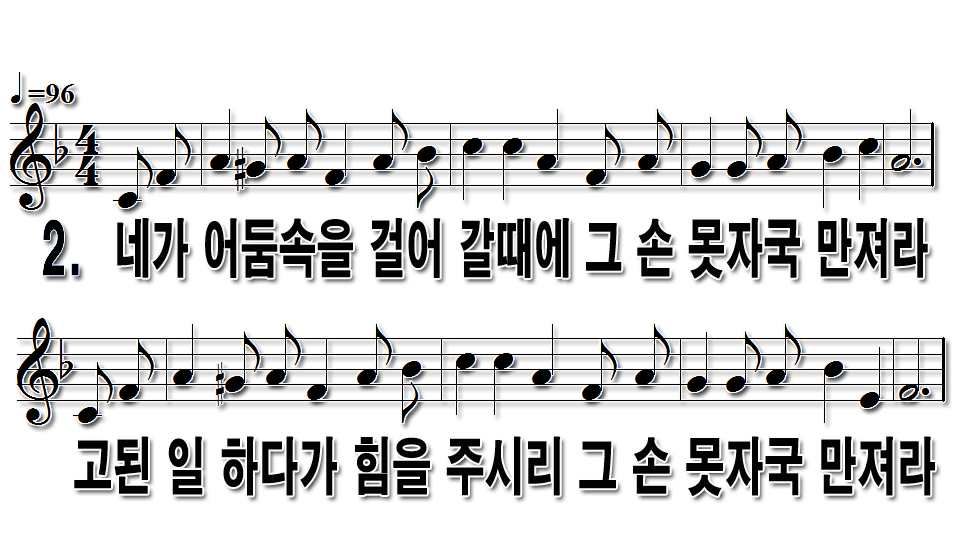 =96
4
4
2. 네가 어둠속을 걸어 갈때에 그 손 못자국 만져라
고된 일 하다가 힘을 주시리 그 손 못자국 만져라